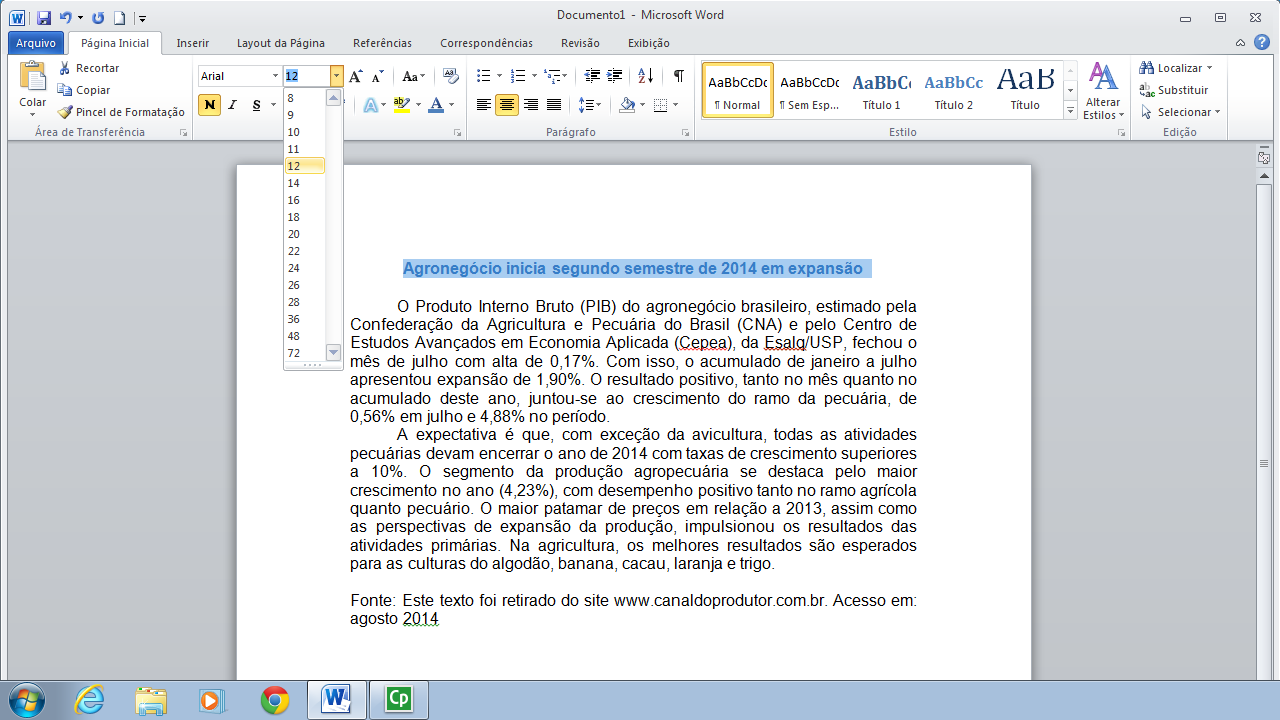 Documento1 - Microsoft Word
Arquivo Página Inicial Inserir Layout da Página Referências Correspondências Revisão Exibição
Colar
Recortar
Copiar
Pincel de Formatação
Área de Transferência
Arial 12
N I S
Aa
A
8
9
10
11
12
14
16
18
20
22
24
26
28
36
48
72
Parágrafo
AaBbCcDc AaBbCcDc AaBbCc AaBbCc AaB
¶ Normal ¶ Sem Esp... Título 1 Título 2 Título
Alterar
Estilos
Estilo
Localizar
Substituir
Selecionar
Edição
Agronegócio inicia segundo semestre de 2014 em expansão
O Produto Interno Bruto (PIB) do agronegócio brasileiro, estimado pela
Confederação da Agricultura e Pecuária do Brasil (CNA) e pelo Centro de
Estudos Avançados em Economia Aplicada (Cepea), da Esalq/USP, fechou o
mês de julho com alta de 0,17%. Com isso, o acumulado de janeiro a julho
apresentou expansão de 1,90%. O resultado positivo, tanto no mês quanto no
acumulado deste ano, juntou-se ao crescimento do ramo da pecuária, de
0,56% em julho e 4,88% no período.
A expectativa é que, com exceção da avicultura, todas as atividades
pecuárias devam encerrar o ano de 2014 com taxas de crescimento superiores
a 10%. O segmento da produção agropecuária se destaca pelo maior
crescimento no ano (4,23%), com desempenho positivo tanto no ramo agrícola
quanto pecuário. O maior patamar de preços em relação a 2013, assim como
as perspectivas de expansão da produção, impulsionou os resultados das
atividades primárias. Na agricultura, os melhores resultados são esperados
para as culturas do algodão, banana, cacau, laranja e trigo.
Fonte: Este texto foi retirado do site www.canaldoprodutor.com.br. Acesso em:
agosto 2014
Cp